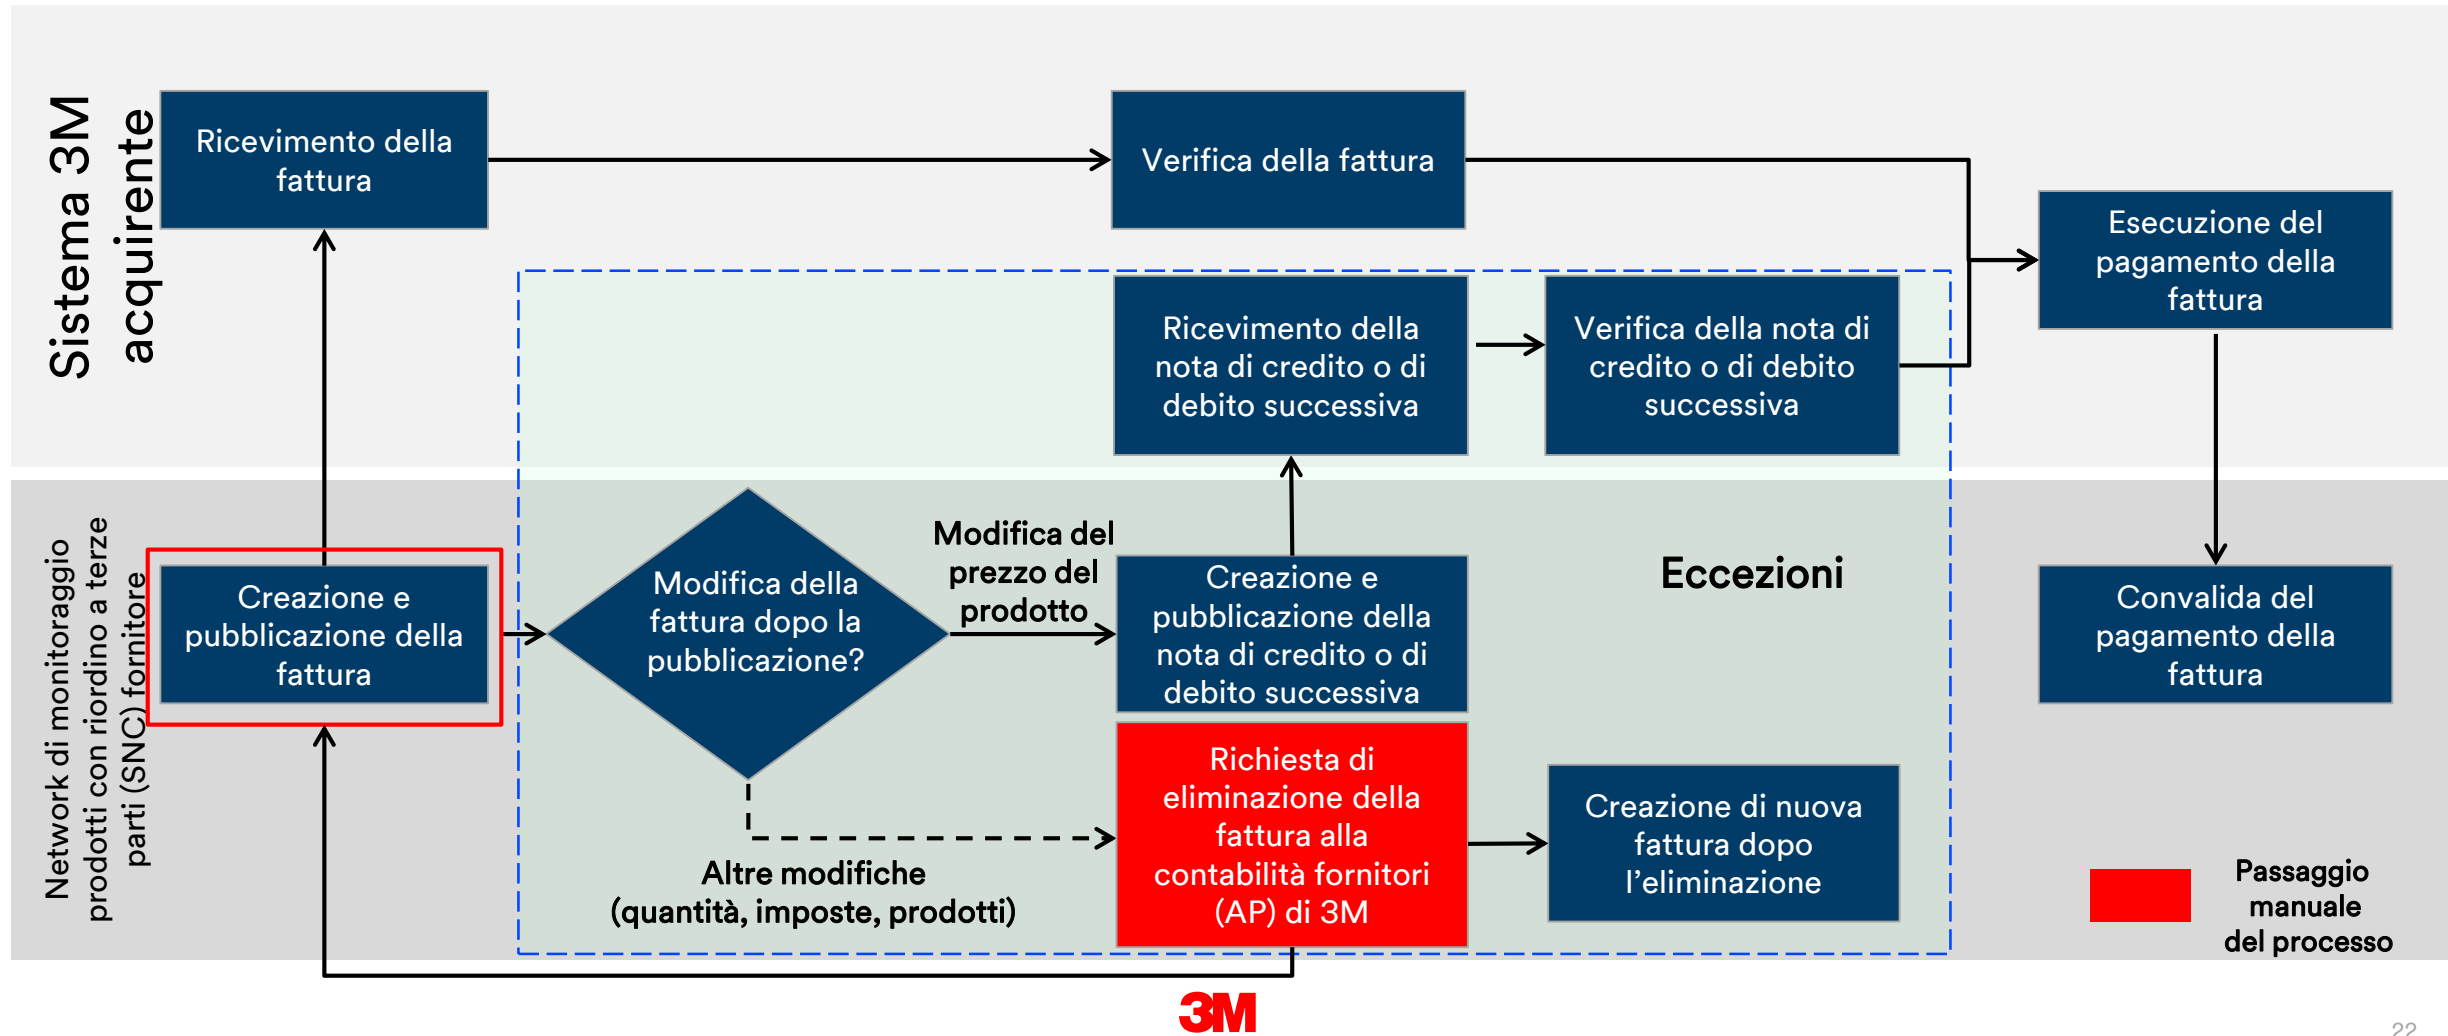 Sistema 3M
acquirente
Ricevimento della
fattura
Verifica della fattura
Esecuzione del
pagamento della
fattura
Ricevimento della
nota di credito o di
debito successiva
Verifica della nota di
credito o di debito
successiva
Network di monitoraggio
prodotti con riordino a terze
parti (SNC) fornitore
Creazione e
pubblicazione della
fattura
Modifica della
fattura dopo la
pubblicazione?
Modifica del
prezzo del
prodotto
Creazione e
pubblicazione della
nota di credito o di
debito successiva
Eccezioni
Convalida del
pagamento della
fattura
Altre modifiche
(quantità, imposte, prodotti)
Richiesta di
eliminazione della
fattura alla
contabilità fornitori
(AP) di 3M
Creazione di nuova
fattura dopo
l’eliminazione
Passaggio
manuale
del processo
3M
22